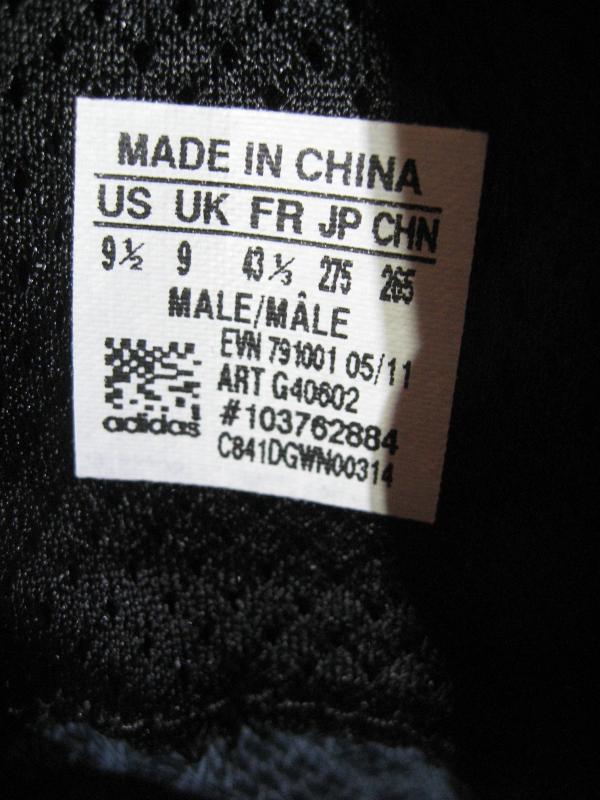 MADE IN CHINA
US UK FR JP CHN
9½ 9 43⅓ 275 265
MALE/MÂLE
EVN 791001 05/11
ART G40602
#103762884
C841DGWN00314
adidas